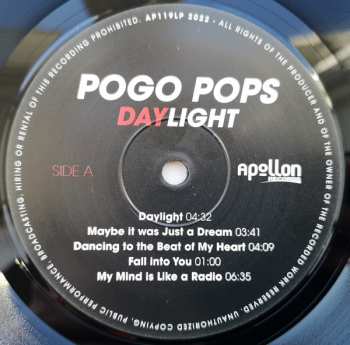 POGO POPS
DAYLIGHT
SIDE A
Apollon
Daylight 04:32
Maybe it was Just a Dream 03:41
Dancing to the Beat of My Heart 04:09
Fall into You 01:00
My Mind is Like a Radio 06:35
AP119LP 2022 - ALL RIGHTS OF THE PRODUCER AND OF THE OWNER OF THE RECORDED WORK RESERVED. UNAUTHORIZED COPYING, PUBLIC PERFORMANCE, BROADCASTING, HIRING OR RENTAL OF THIS RECORDING PROHIBITED.